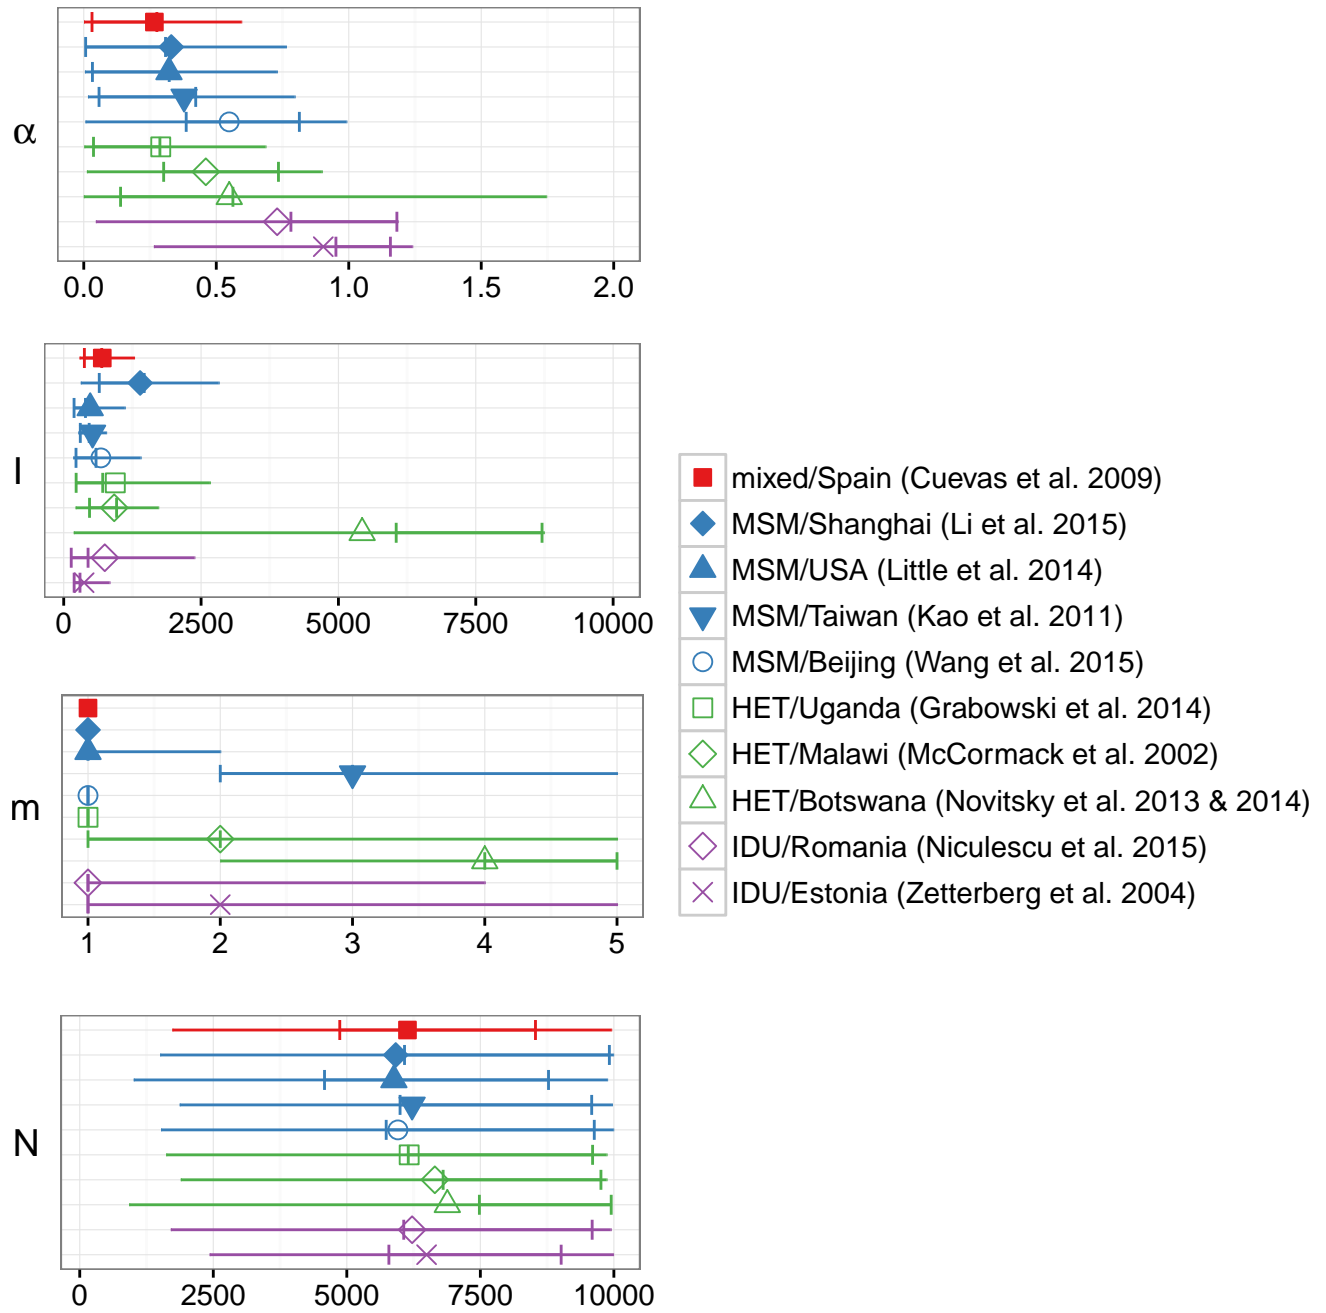 α
0.0 0.5 1.0 1.5 2.0
I
0 2500 5000 7500 10000
mixed/Spain (Cuevas et al. 2009)
MSM/Shanghai (Li et al. 2015)
MSM/USA (Little et al. 2014)
MSM/Taiwan (Kao et al. 2011)
MSM/Beijing (Wang et al. 2015)
HET/Uganda (Grabowski et al. 2014)
HET/Malawi (McCormack et al. 2002)
HET/Botswana (Novitsky et al. 2013 & 2014)
IDU/Romania (Niculescu et al. 2015)
IDU/Estonia (Zetterberg et al. 2004)
m
1 2 3 4 5
N
0 2500 5000 7500 10000